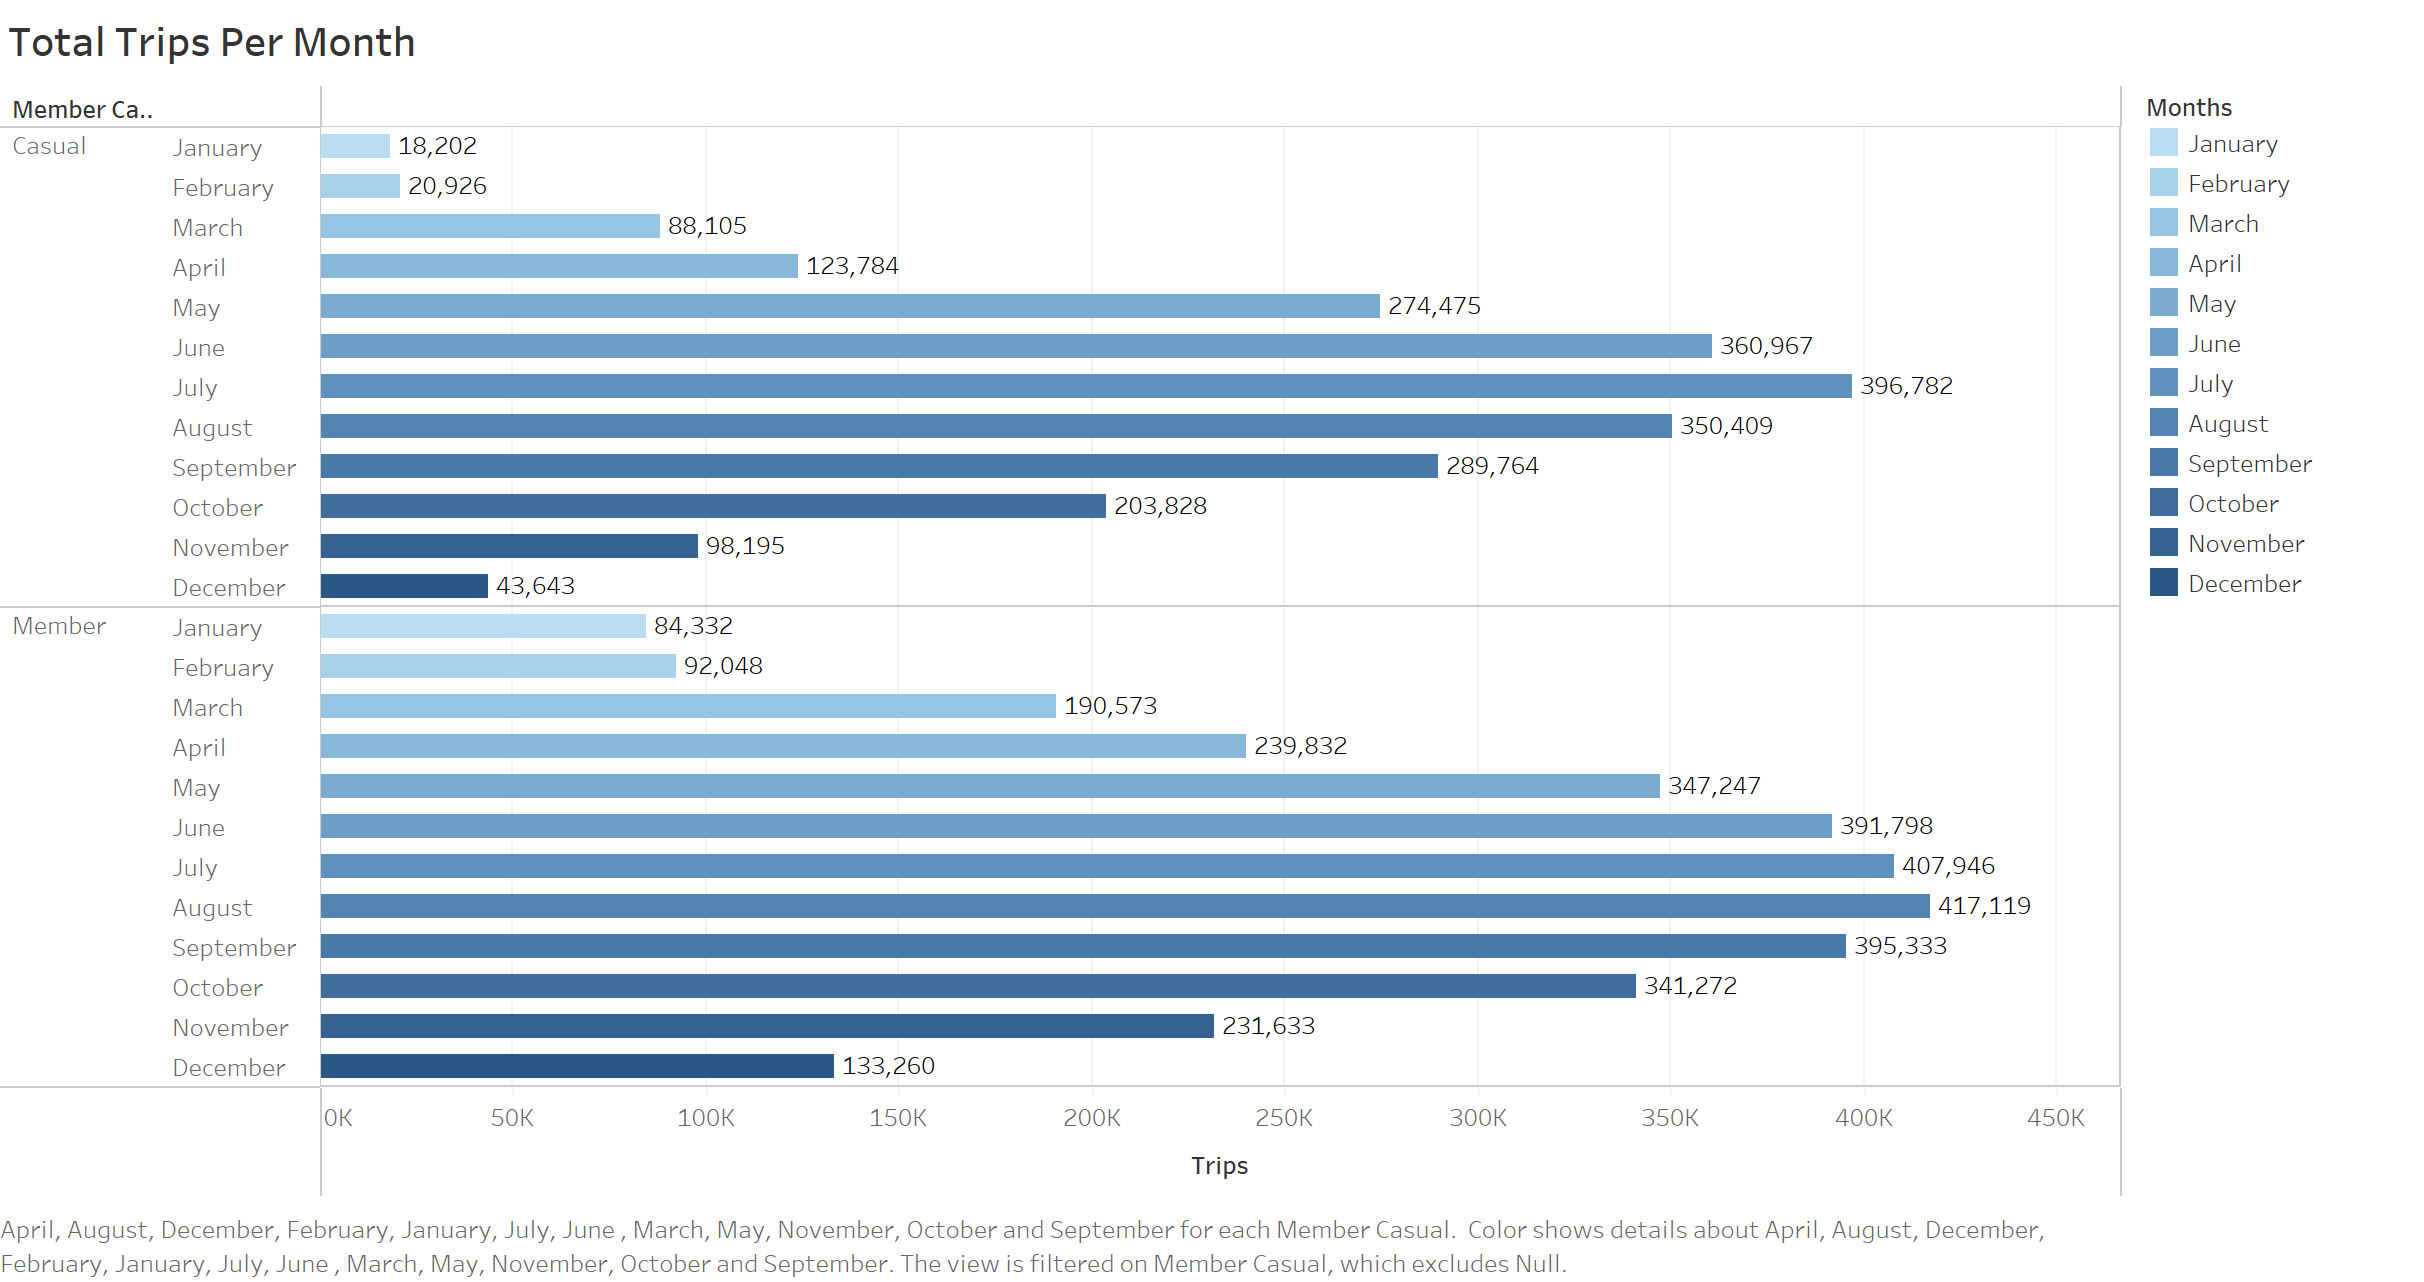 Total Trips Per Month
Member Ca..
Casual
January 18,202
February 20,926
March 88,105
April 123,784
May 274,475
June 360,967
July 396,782
August 350,409
September 289,764
October 203,828
November 98,195
December 43,643
Member
January 84,332
February 92,048
March 190,573
April 239,832
May 347,247
June 391,798
July 407,946
August 417,119
September 395,333
October 341,272
November 231,633
December 133,260
0K 50K 100K 150K 200K 250K 300K 350K 400K 450K
Trips
Months
January
February
March
April
May
June
July
August
September
October
November
December
April, August, December, February, January, July, June , March, May, November, October and September for each Member Casual.  Color shows details about April, August, December,
February, January, July, June , March, May, November, October and September. The view is filtered on Member Casual, which excludes Null.